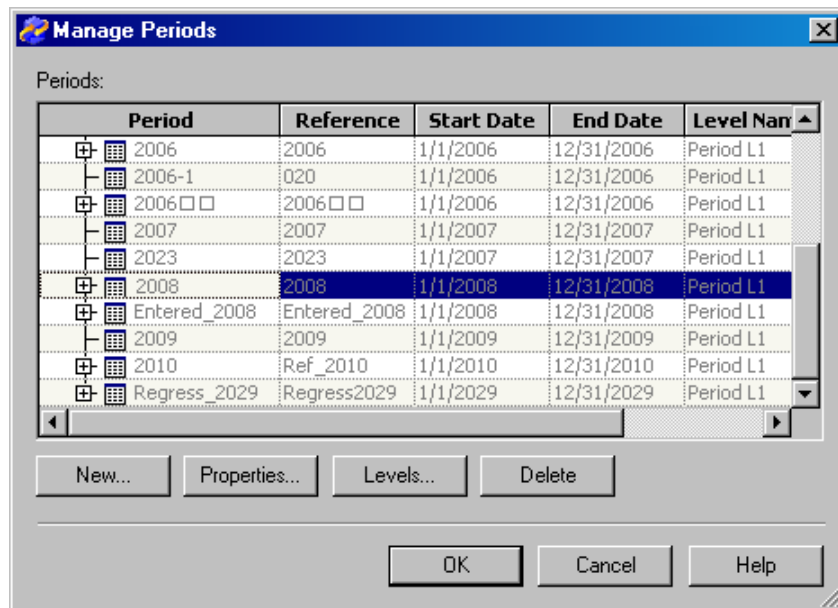 Manage Periods
Periods:
Period Reference Start Date End Date Level Nam
2006 2006 1/1/2006 12/31/2006 Period L1
2006-1 020 1/1/2006 12/31/2006 Period L1
2006□□ 2006□□ 1/1/2006 12/31/2006 Period L1
2007 2007 1/1/2007 12/31/2007 Period L1
2023 2023 1/1/2007 12/31/2007 Period L1
2008 2008 1/1/2008 12/31/2008 Period L1
Entered_2008 Entered_2008 1/1/2008 12/31/2008 Period L1
2009 2009 1/1/2009 12/31/2009 Period L1
2010 Ref_2010 1/1/2010 12/31/2010 Period L1
Regress_2029 Regress2029 1/1/2029 12/31/2029 Period L1
New... Properties... Levels... Delete
OK Cancel Help